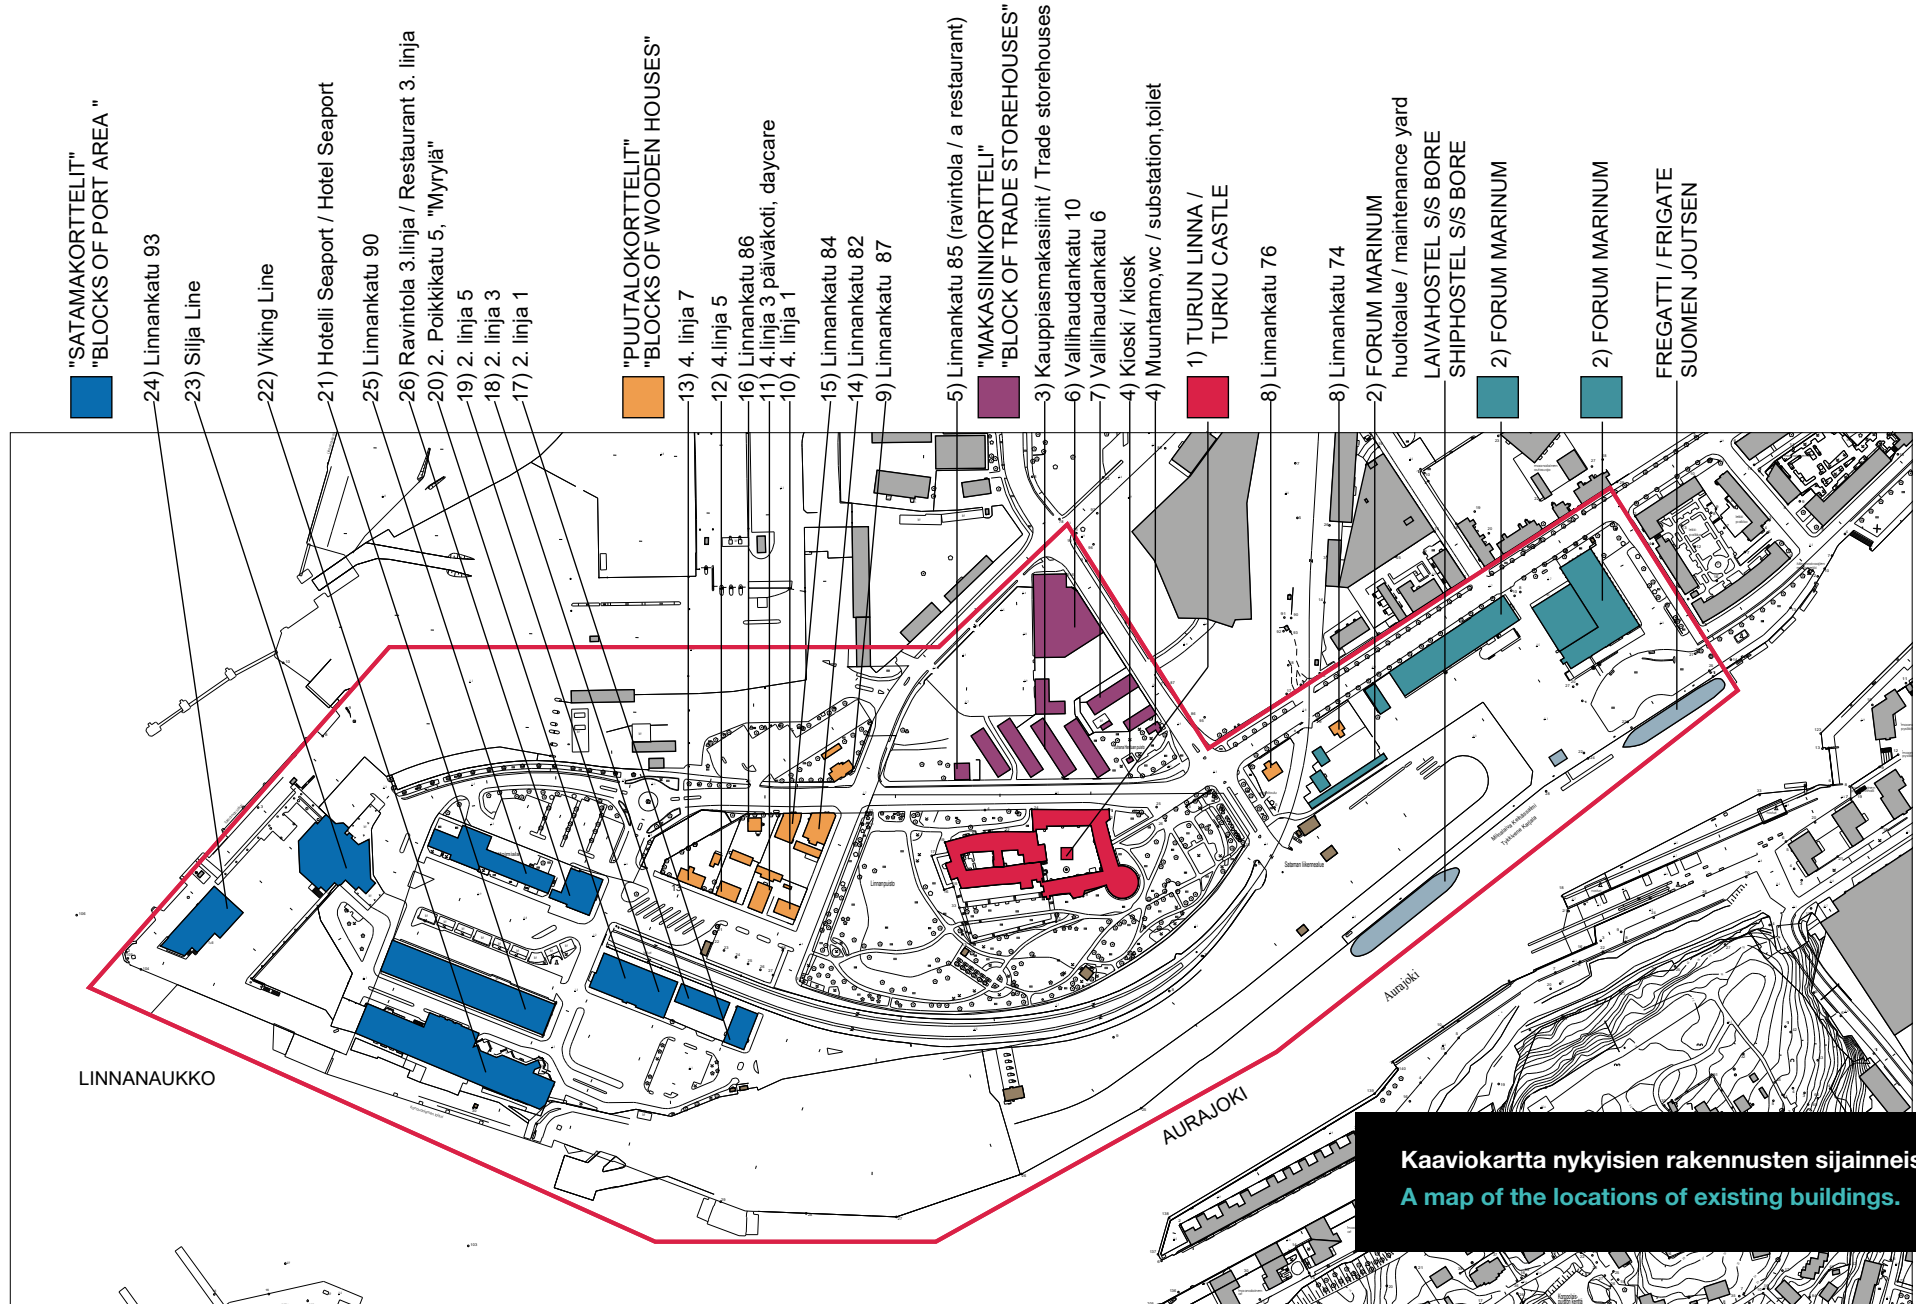 "SATAMAKORTTELIT"
"BLOCKS OF PORT AREA "
24) Linnankatu 93
23) Silja Line
22) Viking Line
21) Hotelli Seaport / Hotel Seaport
25) Linnankatu 90
26) Ravintola 3.linja / Restaurant 3. linja
20) 2. Poikkikatu 5, "Myrylä"
19) 2. linja 5
18) 2. linja 3
17) 2. linja 1
"PUUTALOKORTTELIT"
"BLOCKS OF WOODEN HOUSES"
13) 4. linja 7
12) 4.linja 5
16) Linnankatu 86
11) 4.linja 3 päiväkoti, daycare
10) 4. linja 1
15) Linnankatu 84
14) Linnankatu 82
9) Linnankatu 87
5) Linnankatu 85 (ravintola / a restaurant)
"MAKASIINIKORTTELI"
"BLOCK OF TRADE STOREHOUSES"
3) Kauppiasmakasiinit / Trade storehouses
6) Vallihaudankatu 10
7) Vallihaudankatu 6
4) Kioski / kiosk
4) Muuntamo,wc / substation,toilet
1) TURUN LINNA /
TURKU CASTLE
8) Linnankatu 76
8) Linnankatu 74
2) FORUM MARINUM
huoltoalue / maintenance yard
LAIVAHOSTEL S/S BORE
SHIPHOSTEL S/S BORE
2) FORUM MARINUM
2) FORUM MARINUM
FREGATTI / FRIGATE
SUOMEN JOUTSEN
Linnanpuisto
Sataman liikennealue
Aurajoki
LINNANAUKKO
AURAJOKI
Kaaviokartta nykyisien rakennusten sijainneis
A map of the locations of existing buildings.